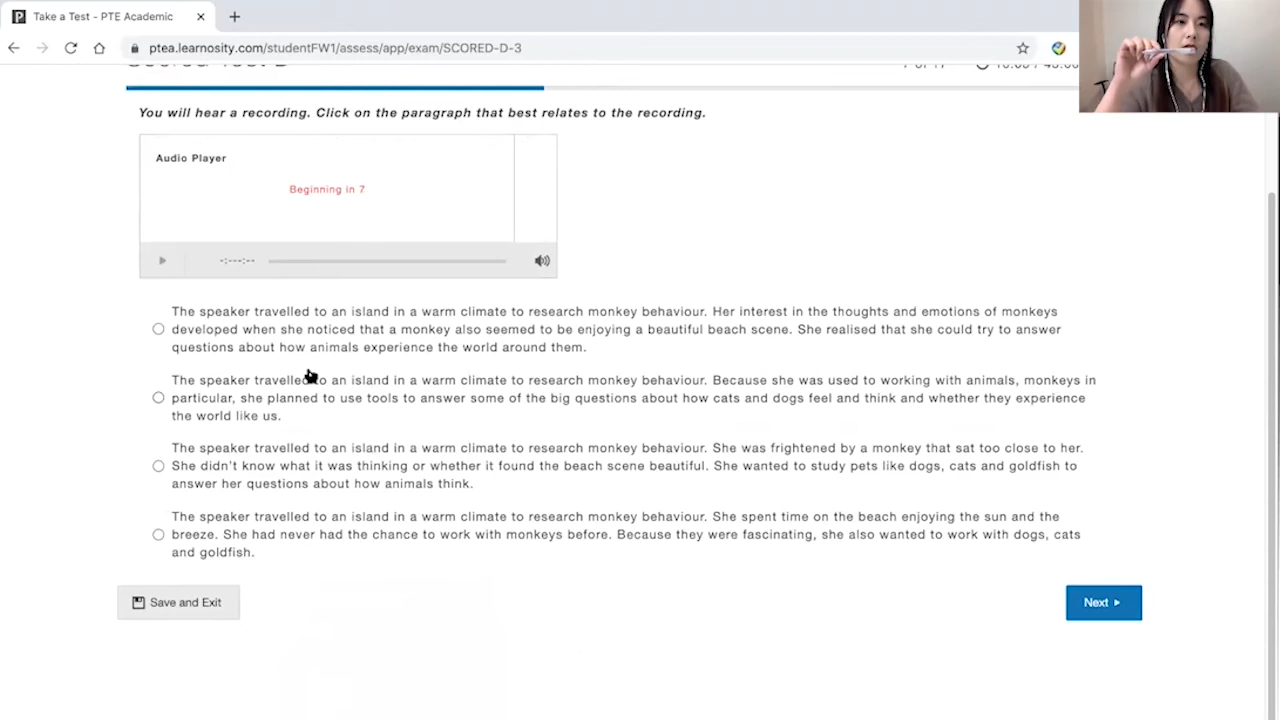 Take a Test - PTE Academic
ptea.learnosity.com/studentFW1/assess/app/exam/SCORED-D-3
You will hear a recording. Click on the paragraph that best relates to the recording.
Audio Player
Beginning in 7
-:--:--
The speaker travelled to an island in a warm climate to research monkey behaviour. Her interest in the thoughts and emotions of monkeys
developed when she noticed that a monkey also seemed to be enjoying a beautiful beach scene. She realised that she could try to answer
questions about how animals experience the world around them.
The speaker travelled to an island in a warm climate to research monkey behaviour. Because she was used to working with animals, monkeys in
particular, she planned to use tools to answer some of the big questions about how cats and dogs feel and think and whether they experience
the world like us.
The speaker travelled to an island in a warm climate to research monkey behaviour. She was frightened by a monkey that sat too close to her.
She didn't know what it was thinking or whether it found the beach scene beautiful. She wanted to study pets like dogs, cats and goldfish to
answer her questions about how animals think.
The speaker travelled to an island in a warm climate to research monkey behaviour. She spent time on the beach enjoying the sun and the
breeze. She had never had the chance to work with monkeys before. Because they were fascinating, she also wanted to work with dogs, cats
and goldfish.
Save and Exit
Next